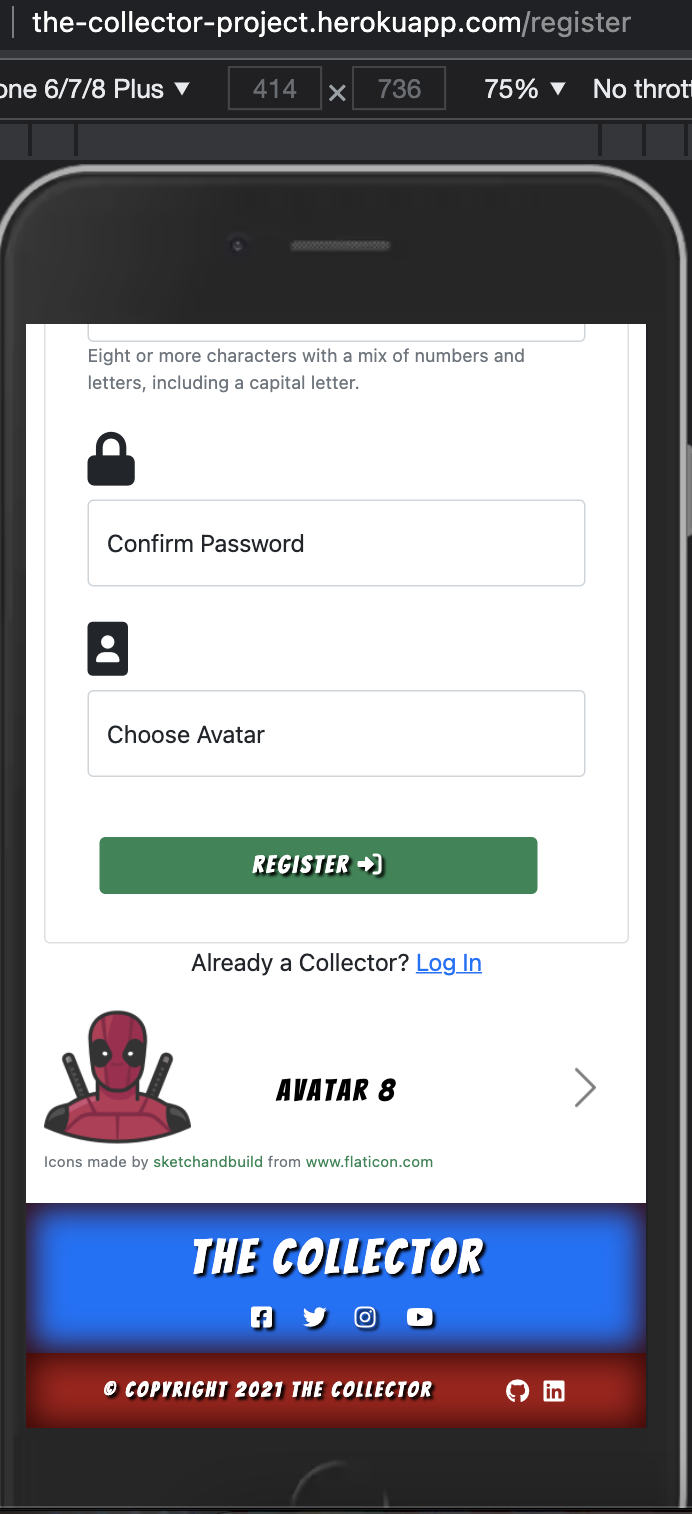 the-collector-project.herokuapp.com/register
one 6/7/8 Plus ▼ 414 × 736 75% ▼ No thrott
Eight or more characters with a mix of numbers and
letters, including a capital letter.
Confirm Password
Choose Avatar
REGISTER
Already a Collector? Log In
AVATAR 8
Icons made by sketchandbuild from www.flaticon.com
THE COLLECTOR
© COPYRIGHT 2021 THE COLLECTOR